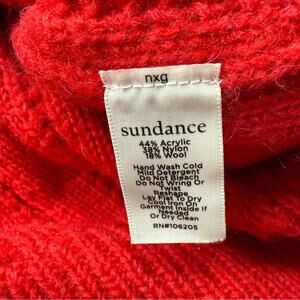 nxg
sundance
44% Acrylic
38% Nylon
18% Wool
Hand Wash Cold
Mild Detergent
Do Not Bleach
Do Not Wring Or
Twist
Reshape
Lay Flat To Dry
Cool Iron On
Garment Inside If
Needed
Or Dry Clean
RN#106205